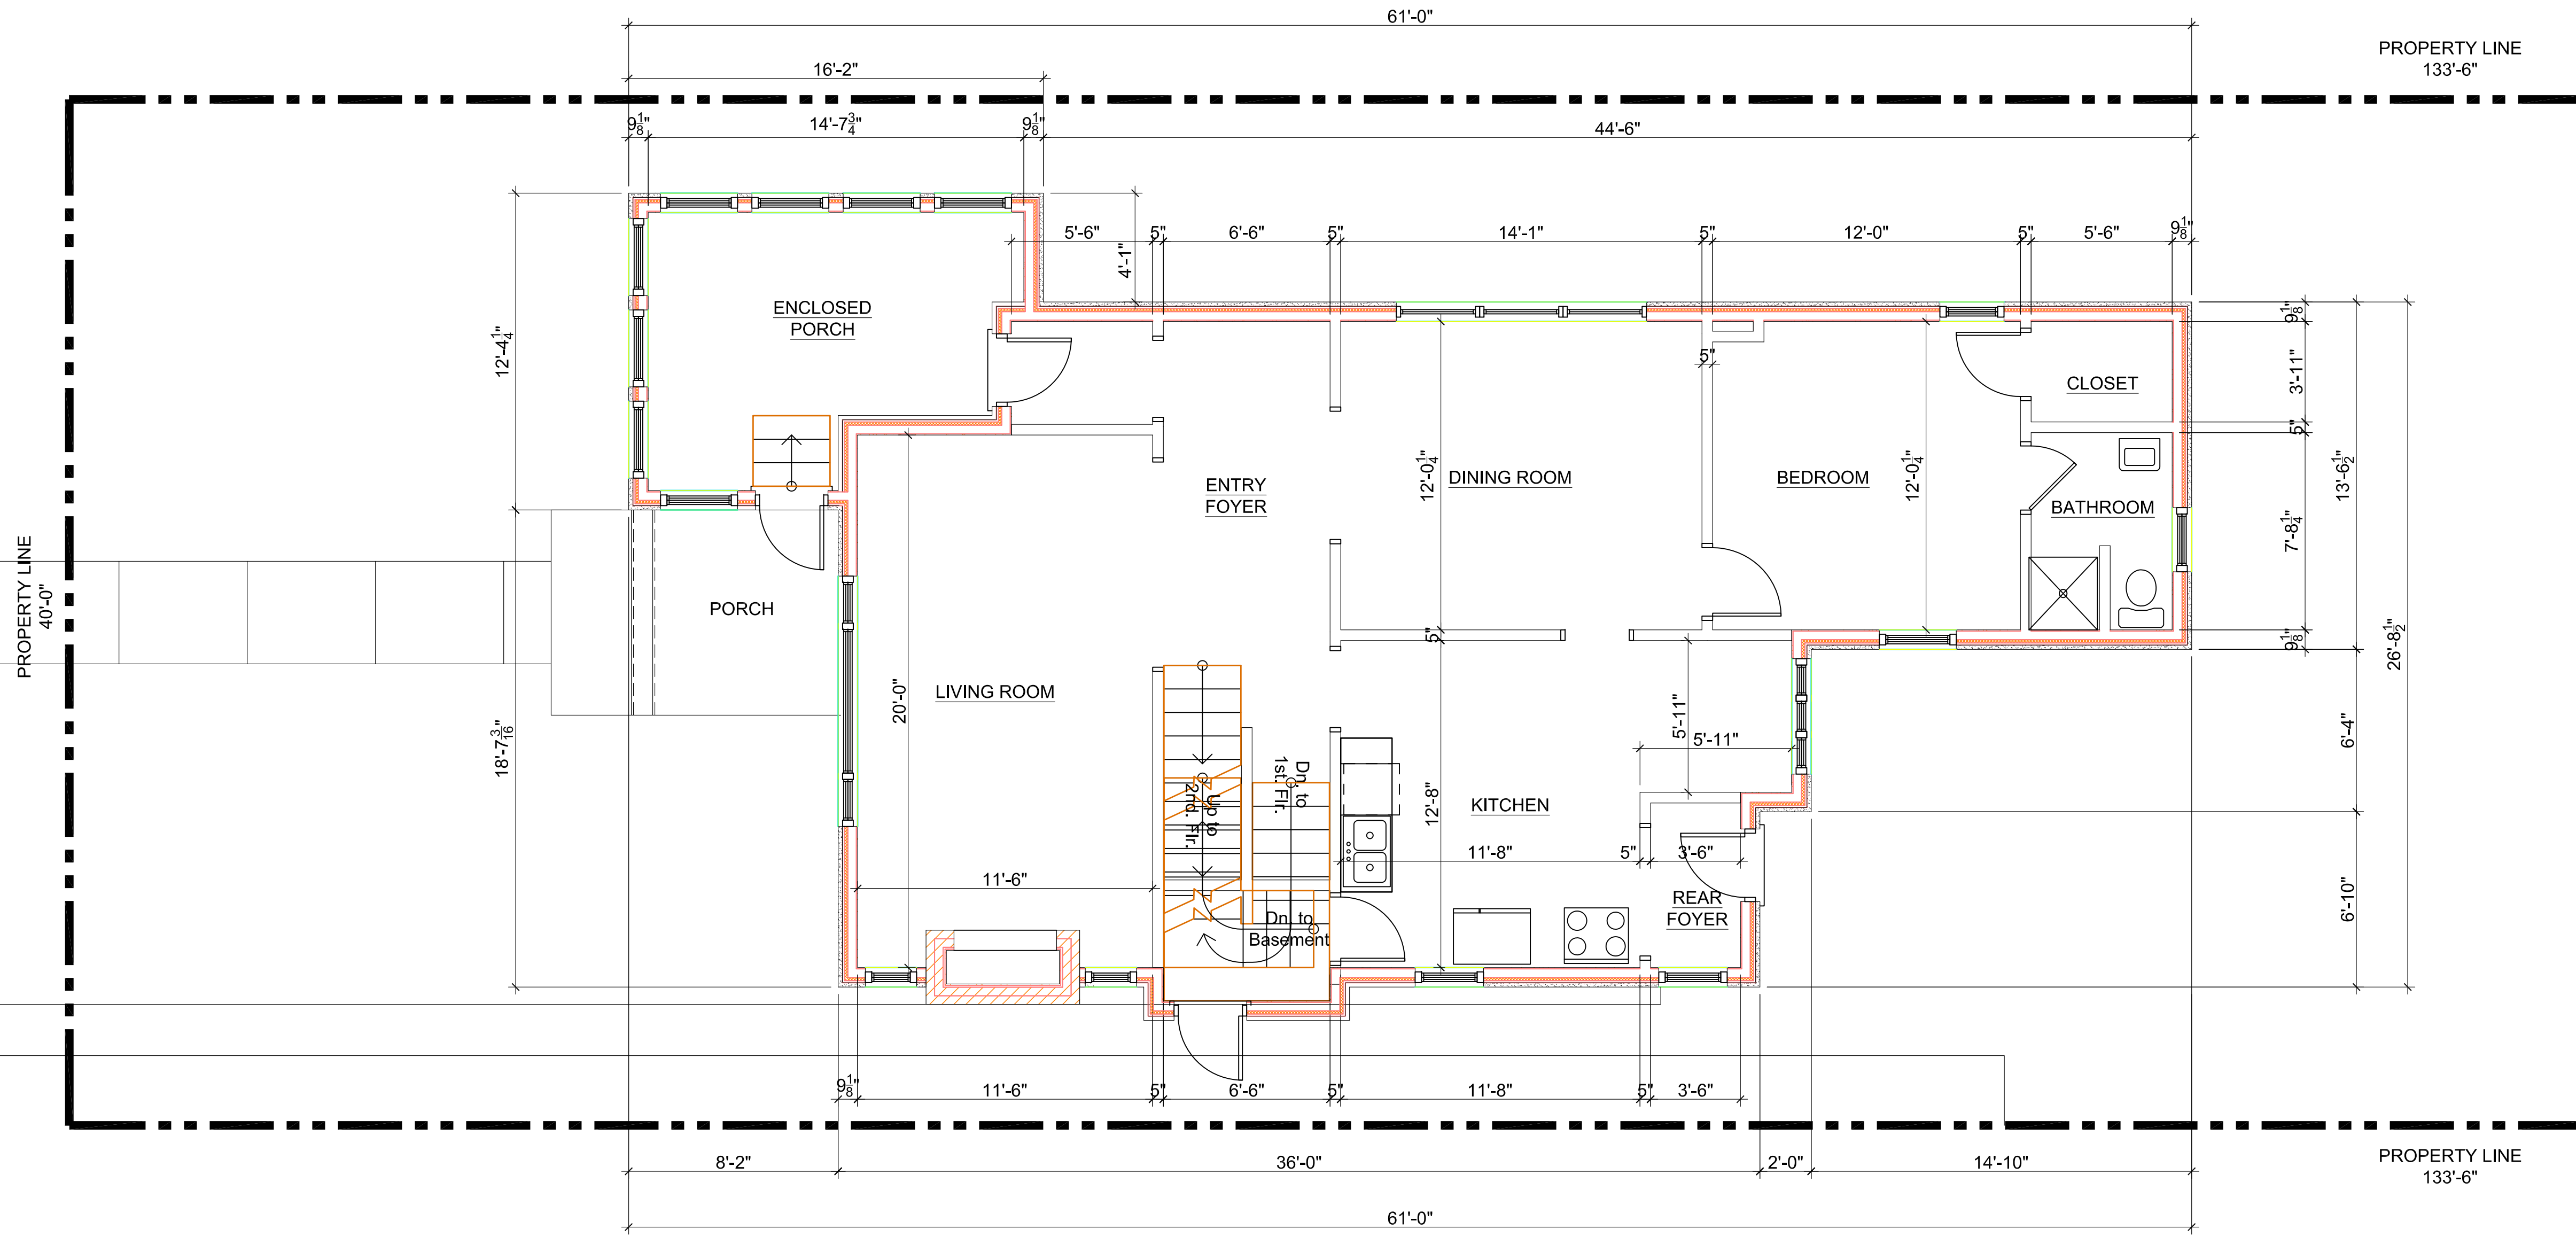 61'-0"
PROPERTY LINE
133'-6"
16'-2"
9 1/8"
14'-7 3/4"
9 1/8"
44'-6"
5'-6"
5"
6'-6"
5"
14'-1"
5"
12'-0"
5"
5'-6"
9 1/8"
4'-1"
12'-4 1/4"
ENCLOSED
PORCH
5"
9 1/8"
3'-11"
CLOSET
5"
12'-0 1/4"
DINING ROOM
BEDROOM
12'-0 1/4"
ENTRY
FOYER
BATHROOM
13'-6 1/2"
7'-8 1/4"
PROPERTY LINE
40'-0"
PORCH
5"
9 1/8"
26'-8 1/2"
LIVING ROOM
20'-0"
18'-7 3/16"
5'-11"
5'-11"
6'-4"
Dn. to
1st. Flr.
Up to
2nd. Flr.
12'-8"
KITCHEN
11'-8"
5"
3'-6"
11'-6"
REAR
FOYER
6'-10"
Dn. to
Basement
9 1/8"
11'-6"
5"
6'-6"
5"
11'-8"
5"
3'-6"
8'-2"
36'-0"
2'-0"
14'-10"
PROPERTY LINE
133'-6"
61'-0"